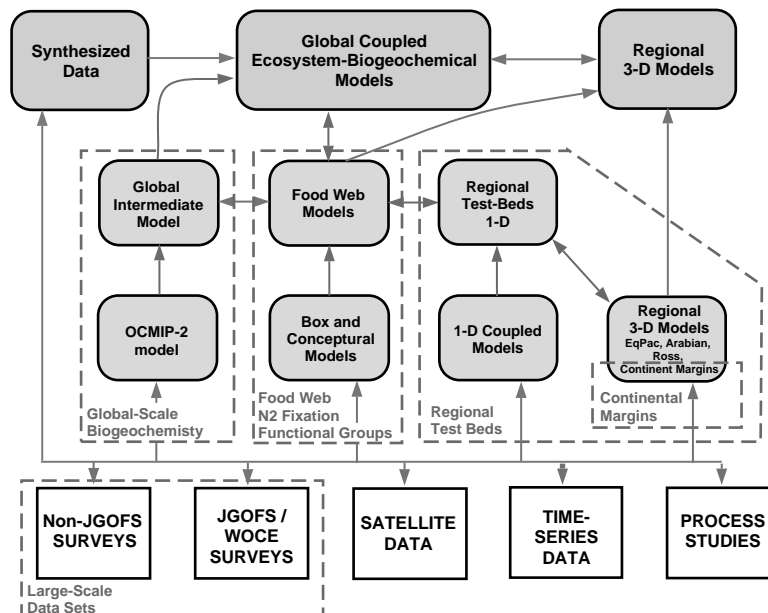 Synthesized
Data
Global Coupled
Ecosystem-Biogeochemical
Models
Regional
3-D Models
Global
Intermediate
Model
Food Web
Models
Regional
Test-Beds
1-D
OCMIP-2
model
Box and
Conceptural
Models
1-D Coupled
Models
Regional
3-D Models
EqPac, Arabian,
Ross,
Continent Margins
Global-Scale
Biogeochemisty
Food Web
N2 Fixation
Functional Groups
Regional
Test Beds
Continental
Margins
Non-JGOFS
SURVEYS
JGOFS /
WOCE
SURVEYS
SATELLITE
DATA
TIME-
SERIES
DATA
PROCESS
STUDIES
Large-Scale
Data Sets